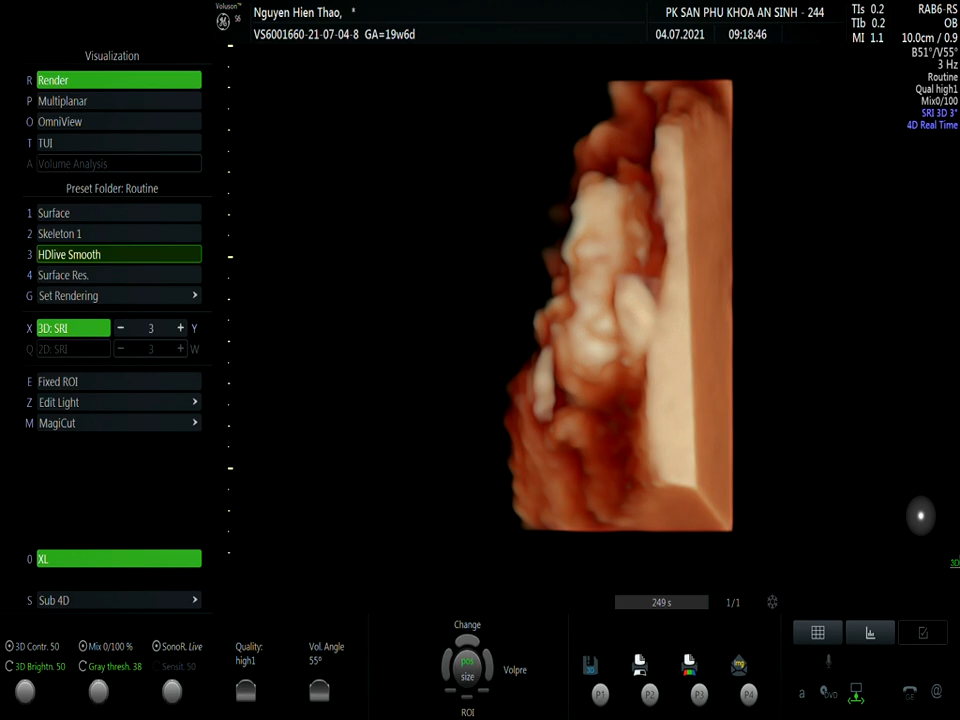 Voluson™
S6
Nguyen Hien Thao, *
PK SAN PHU KHOA AN SINH - 244
VS6001660-21-07-04-8 GA=19w6d
04.07.2021
09:18:46
TIs 0.2
TIb 0.2
MI 1.1
RAB6-RS
OB
10.0cm / 0.9
B51°/V55°
3 Hz
Routine
Qual high1
Mix0/100
SRI 3D 3"
4D Real Time
Visualization
R Render
P Multiplanar
O OmniView
T TUI
A Volume Analysis
Preset Folder: Routine
1 Surface
2 Skeleton 1
3 HDlive Smooth
4 Surface Res.
G Set Rendering >
X 3D: SRI − 3 + Y
Q 2D: SRI − 3 + W
E Fixed ROI
Z Edit Light >
M MagiCut >
0 XL
S Sub 4D >
3D
249 s
1/1
3D Contr. 50
Mix 0/100 %
SonoR. Live
3D Brightn. 50
Gray thresh. 38
Sensit. 50
Quality:
high1
Vol. Angle
55°
Change
pos
size
Volpre
ROI
P1
P2
P3
P4
a
DVD
@